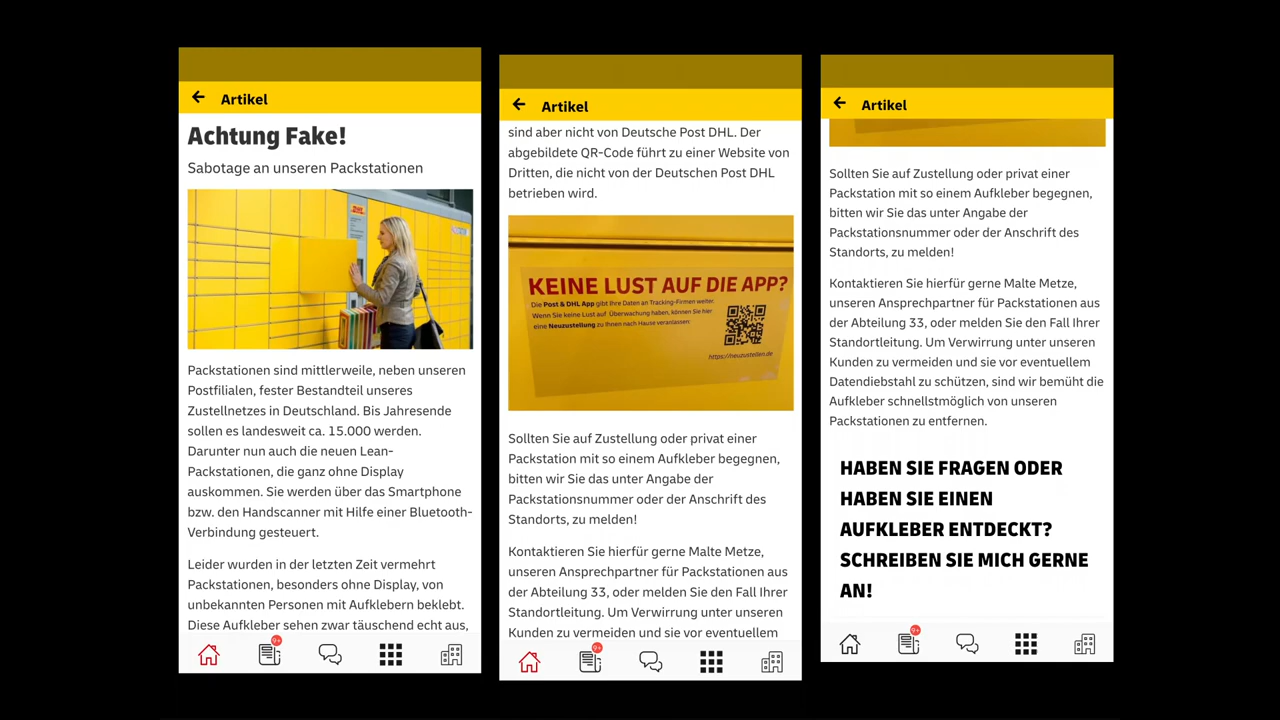 Artikel
Achtung Fake!
Sabotage an unseren Packstationen
Packstationen sind mittlerweile, neben unseren
Postfilialen, fester Bestandteil unseres
Zustellnetzes in Deutschland. Bis Jahresende
sollen es landesweit ca. 15.000 werden.
Darunter nun auch die neuen Lean-
Packstationen, die ganz ohne Display
auskommen. Sie werden über das Smartphone
bzw. den Handscanner mit Hilfe einer Bluetooth-
Verbindung gesteuert.
Leider wurden in der letzten Zeit vermehrt
Packstationen, besonders ohne Display, von
unbekannten Personen mit Aufklebern beklebt.
Diese Aufkleber sehen zwar täuschend echt aus,
9+
Artikel
sind aber nicht von Deutsche Post DHL. Der
abgebildete QR-Code führt zu einer Website von
Dritten, die nicht von der Deutschen Post DHL
betrieben wird.
KEINE LUST AUF DIE APP?
Die Post & DHL App gibt Ihre Daten an Tracking-Firmen weiter.
Wenn Sie keine Lust auf Überwachung haben, können Sie hier
eine Neuzustellung zu Ihnen nach Hause veranlassen:
https://neuzustellen.de
Sollten Sie auf Zustellung oder privat einer
Packstation mit so einem Aufkleber begegnen,
bitten wir Sie das unter Angabe der
Packstationsnummer oder der Anschrift des
Standorts, zu melden!
Kontaktieren Sie hierfür gerne Malte Metze,
unseren Ansprechpartner für Packstationen aus
der Abteilung 33, oder melden Sie den Fall Ihrer
Standortleitung. Um Verwirrung unter unseren
Kunden zu vermeiden und sie vor eventuellem
9+
Artikel
Sollten Sie auf Zustellung oder privat einer
Packstation mit so einem Aufkleber begegnen,
bitten wir Sie das unter Angabe der
Packstationsnummer oder der Anschrift des
Standorts, zu melden!
Kontaktieren Sie hierfür gerne Malte Metze,
unseren Ansprechpartner für Packstationen aus
der Abteilung 33, oder melden Sie den Fall Ihrer
Standortleitung. Um Verwirrung unter unseren
Kunden zu vermeiden und sie vor eventuellem
Datendiebstahl zu schützen, sind wir bemüht die
Aufkleber schnellstmöglich von unseren
Packstationen zu entfernen.
HABEN SIE FRAGEN ODER
HABEN SIE EINEN
AUFKLEBER ENTDECKT?
SCHREIBEN SIE MICH GERNE
AN!
9+